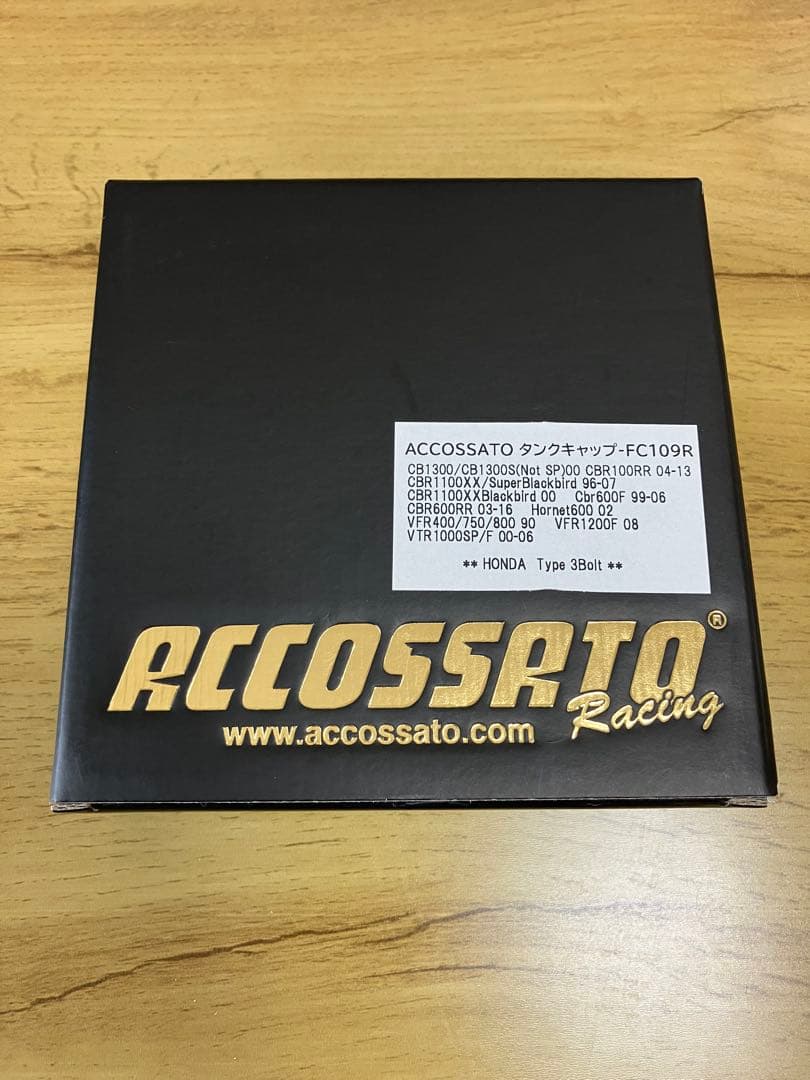 ACCOSSATO タンクキャップ-FC109R
CB1300/CB1300S(Not SP)00 CBR100RR 04-13
CBR1100XX/SuperBlackbird 96-07
CBR1100XXBlackbird 00 Cbr600F 99-06
CBR600RR 03-16 Hornet600 02
VFR400/750/800 90 VFR1200F 08
VTR1000SP/F 00-06
** HONDA Type 3Bolt **
ACCOSSATO®
Racing
www.accossato.com